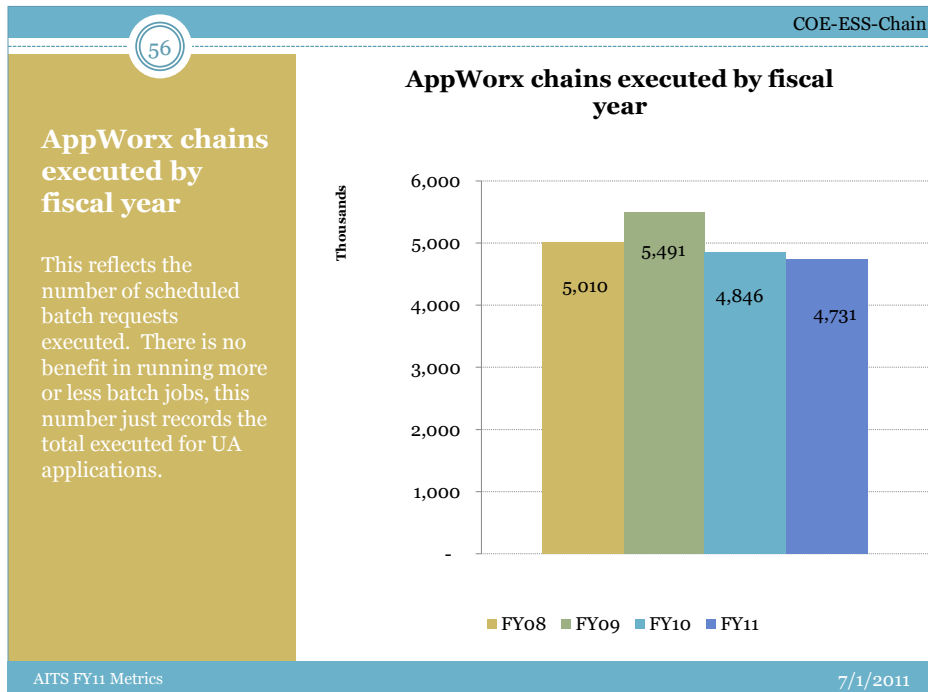 COE-ESS-Chain
56
AppWorx chains
executed by
fiscal year
This reflects the
number of scheduled
batch requests
executed.  There is no
benefit in running more
or less batch jobs, this
number just records the
total executed for UA
applications.
AppWorx chains executed by fiscal
year
Thousands
6,000
5,000
4,000
3,000
2,000
1,000
-
5,010
5,491
4,846
4,731
FY08 FY09 FY10 FY11
AITS FY11 Metrics
7/1/2011